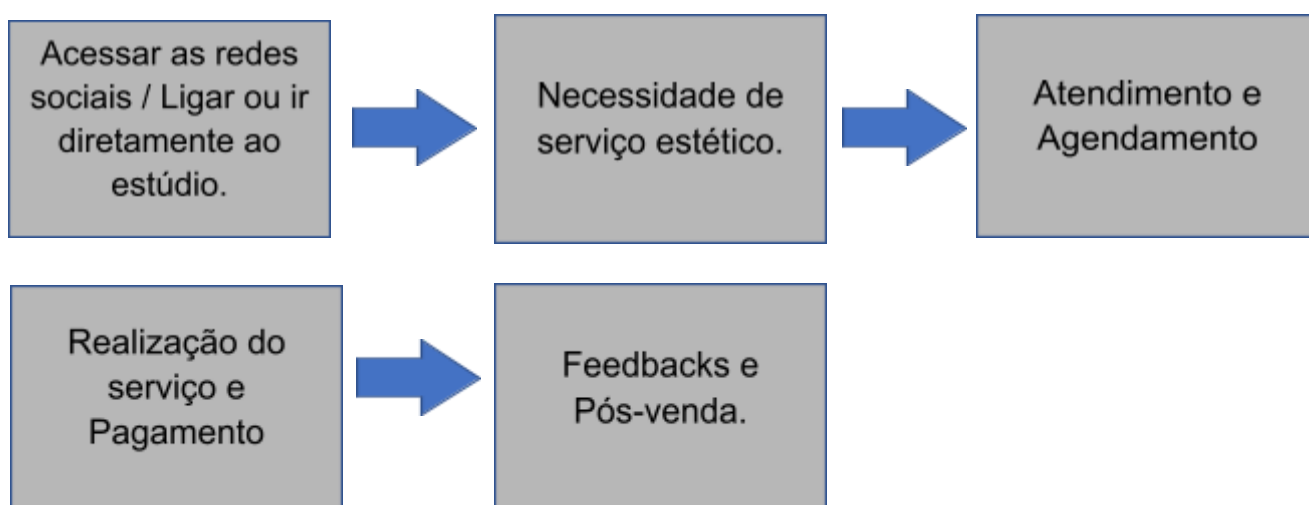 Acessar as redes
sociais / Ligar ou ir
diretamente ao
estúdio.
Necessidade de
serviço estético.
Atendimento e
Agendamento
Realização do
serviço e
Pagamento
Feedbacks e
Pós-venda.